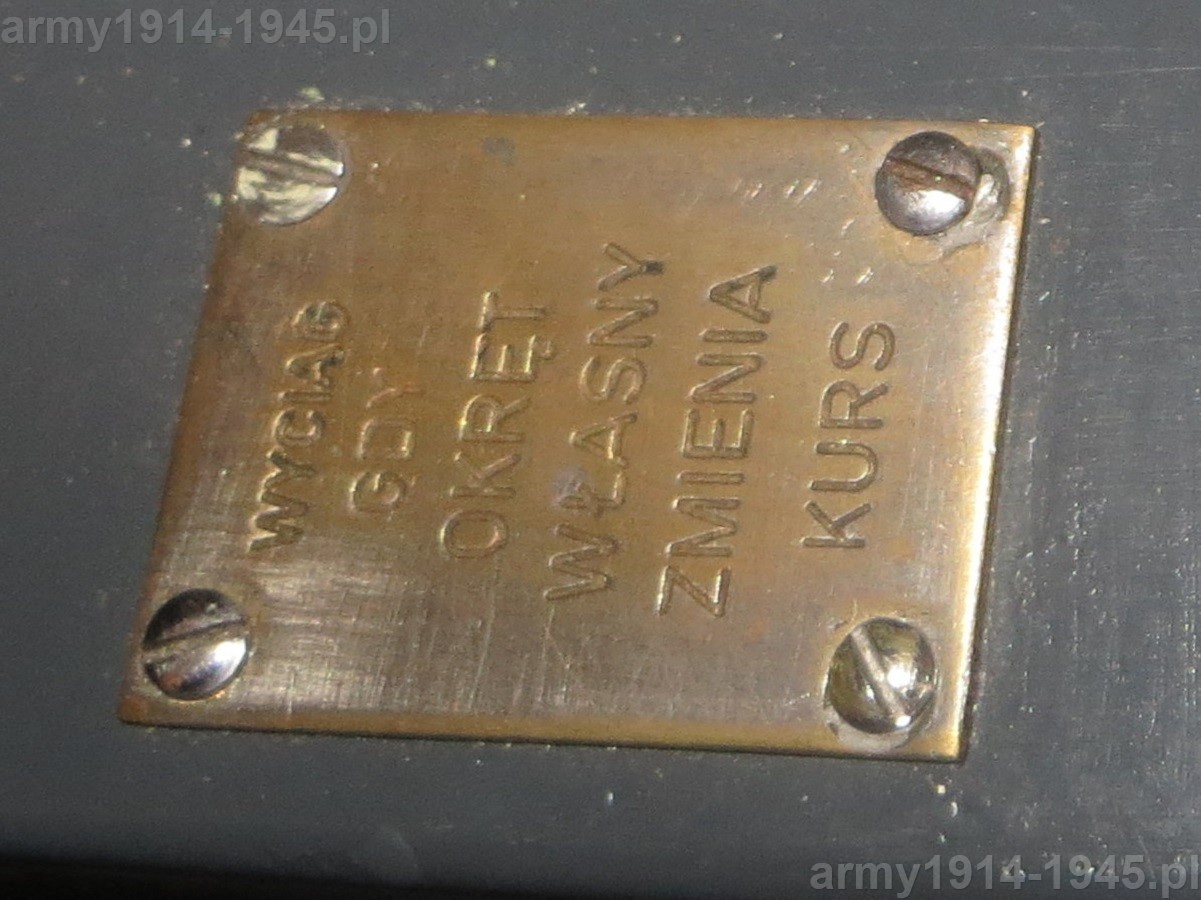 army1914-1945.pl
WYCIĄG
GDY
OKRĘT
WŁASNY
ZMIENIA
KURS
army1914-1945.pl